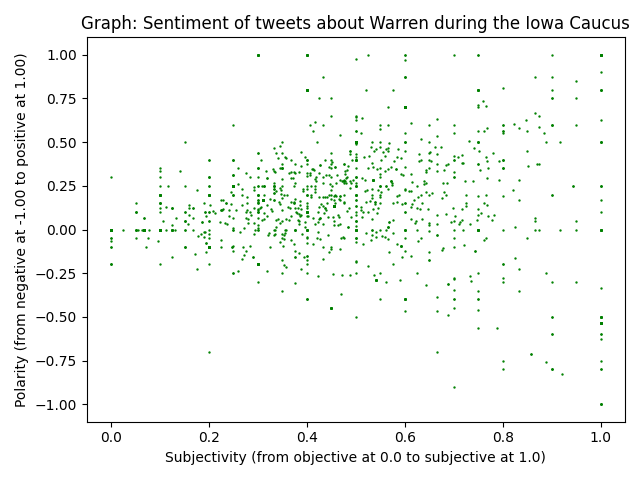 Graph: Sentiment of tweets about Warren during the Iowa Caucus
Polarity (from negative at -1.00 to positive at 1.00)
1.00
0.75
0.50
0.25
0.00
−0.25
−0.50
−0.75
−1.00
0.0 0.2 0.4 0.6 0.8 1.0
Subjectivity (from objective at 0.0 to subjective at 1.0)